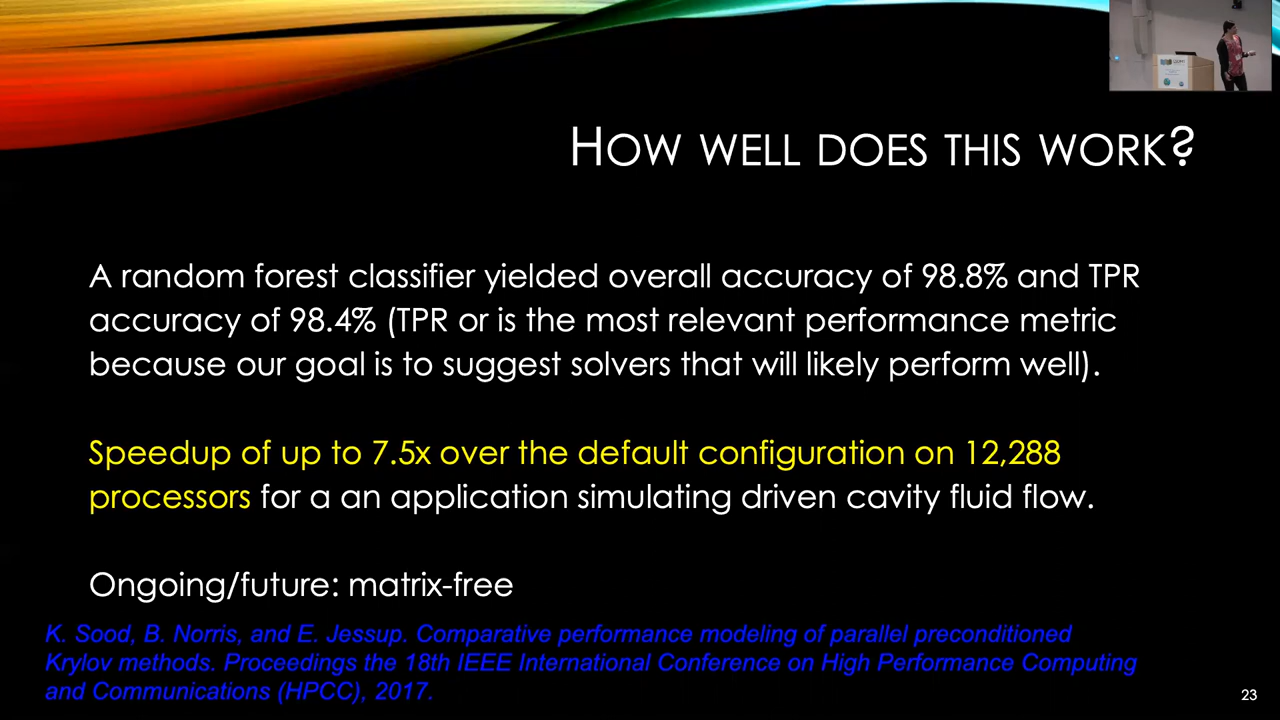 HOW WELL DOES THIS WORK?
A random forest classifier yielded overall accuracy of 98.8% and TPR
accuracy of 98.4% (TPR or is the most relevant performance metric
because our goal is to suggest solvers that will likely perform well).
Speedup of up to 7.5x over the default configuration on 12,288
processors for a an application simulating driven cavity fluid flow.
Ongoing/future: matrix-free
K. Sood, B. Norris, and E. Jessup. Comparative performance modeling of parallel preconditioned
Krylov methods. Proceedings the 18th IEEE International Conference on High Performance Computing
and Communications (HPCC), 2017.
23